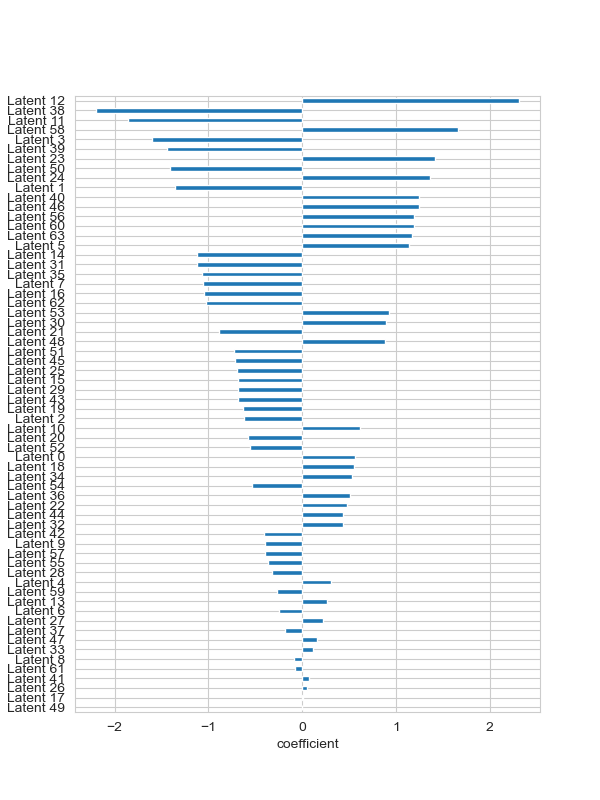 Latent 12
Latent 38
Latent 11
Latent 58
Latent 3
Latent 39
Latent 23
Latent 50
Latent 24
Latent 1
Latent 40
Latent 46
Latent 56
Latent 60
Latent 63
Latent 5
Latent 14
Latent 31
Latent 35
Latent 7
Latent 16
Latent 62
Latent 53
Latent 30
Latent 21
Latent 48
Latent 51
Latent 45
Latent 25
Latent 15
Latent 29
Latent 43
Latent 19
Latent 2
Latent 10
Latent 20
Latent 52
Latent 0
Latent 18
Latent 34
Latent 54
Latent 36
Latent 22
Latent 44
Latent 32
Latent 42
Latent 9
Latent 57
Latent 55
Latent 28
Latent 4
Latent 59
Latent 13
Latent 6
Latent 27
Latent 37
Latent 47
Latent 33
Latent 8
Latent 61
Latent 41
Latent 26
Latent 17
Latent 49
−2 −1 0 1 2
coefficient